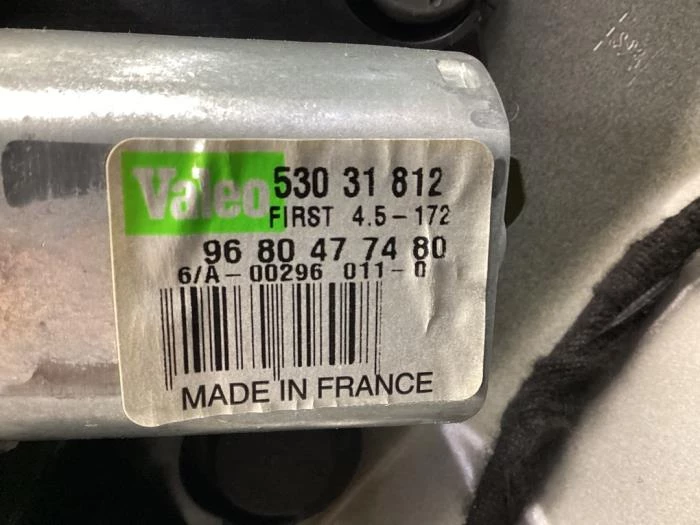 Valeo 530 31 812
FIRST 4.5-172
96 80 47 74 80
6/A-00296 011-0
MADE IN FRANCE